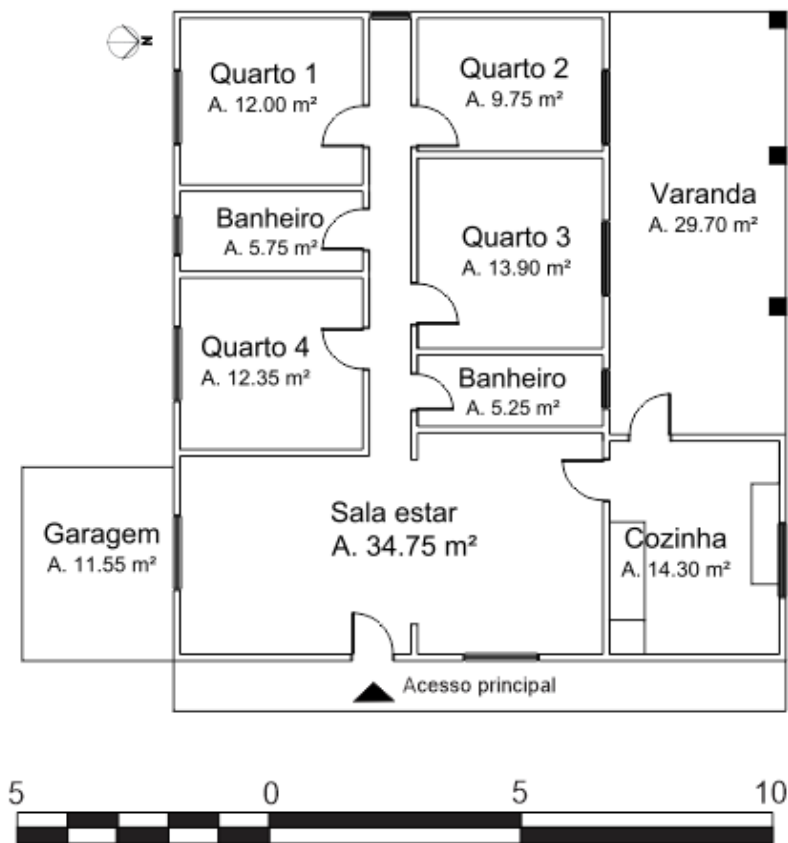 N
Quarto 1
A. 12.00 m²
Quarto 2
A. 9.75 m²
Banheiro
A. 5.75 m²
Quarto 3
A. 13.90 m²
Varanda
A. 29.70 m²
Quarto 4
A. 12.35 m²
Banheiro
A. 5.25 m²
Garagem
A. 11.55 m²
Sala estar
A. 34.75 m²
Cozinha
A. 14.30 m²
Acesso principal
5 0 5 10